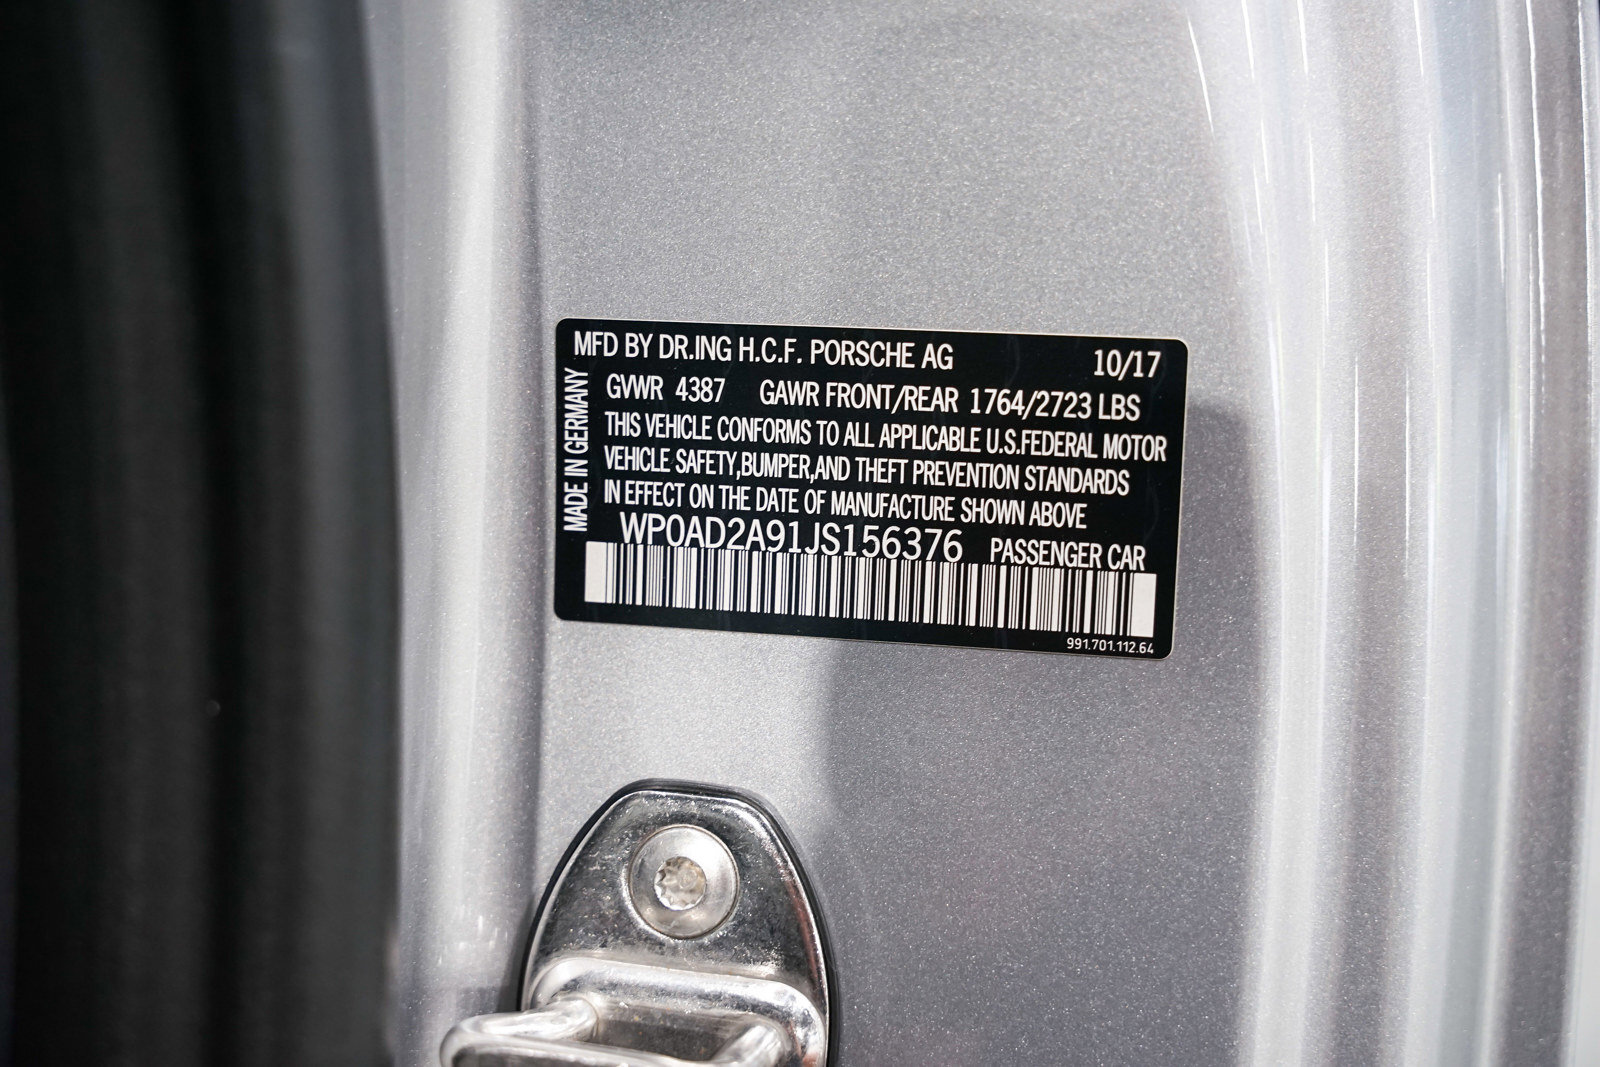 MFD BY DR.ING H.C.F. PORSCHE AG 10/17
MADE IN GERMANY
GVWR 4387 GAWR FRONT/REAR 1764/2723 LBS
THIS VEHICLE CONFORMS TO ALL APPLICABLE U.S.FEDERAL MOTOR
VEHICLE SAFETY,BUMPER,AND THEFT PREVENTION STANDARDS
IN EFFECT ON THE DATE OF MANUFACTURE SHOWN ABOVE
WP0AD2A91JS156376 PASSENGER CAR
991.701.112.64